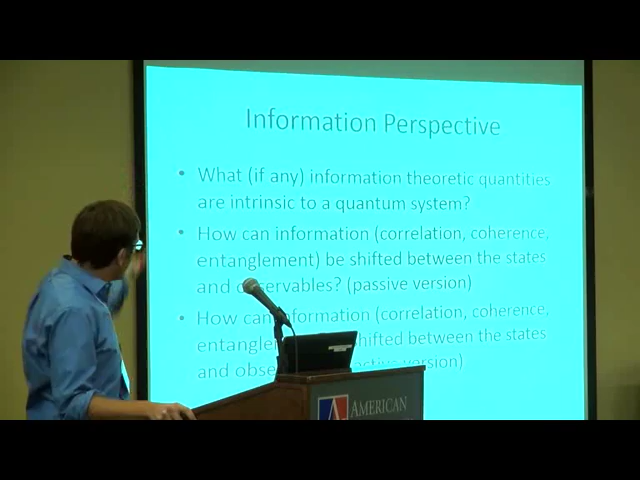 Information Perspective
• What (if any) information theoretic quantities
are intrinsic to a quantum system?
• How can information (correlation, coherence,
entanglement) be shifted between the states
and observables? (passive version)
• How can information (correlation, coherence,
shifted between the states
and version)
AMERICAN